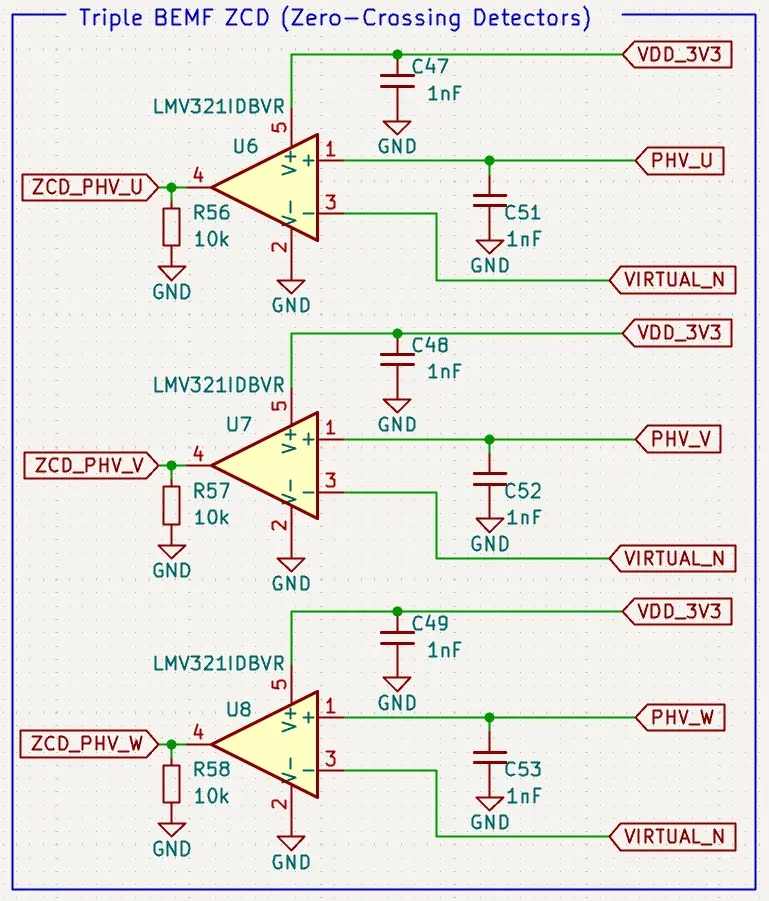 Triple BEMF ZCD (Zero-Crossing Detectors)
VDD_3V3
C47
1nF
GND
LMV321IDBVR
U6
5
V+
+
1
PHV_U
ZCD_PHV_U
4
R56
10k
GND
V-
-
3
2
GND
C51
1nF
GND
VIRTUAL_N
VDD_3V3
C48
1nF
GND
LMV321IDBVR
U7
5
V+
+
1
PHV_V
ZCD_PHV_V
4
R57
10k
GND
V-
-
3
2
GND
C52
1nF
GND
VIRTUAL_N
VDD_3V3
C49
1nF
GND
LMV321IDBVR
U8
5
V+
+
1
PHV_W
ZCD_PHV_W
4
R58
10k
GND
V-
-
3
2
GND
C53
1nF
GND
VIRTUAL_N